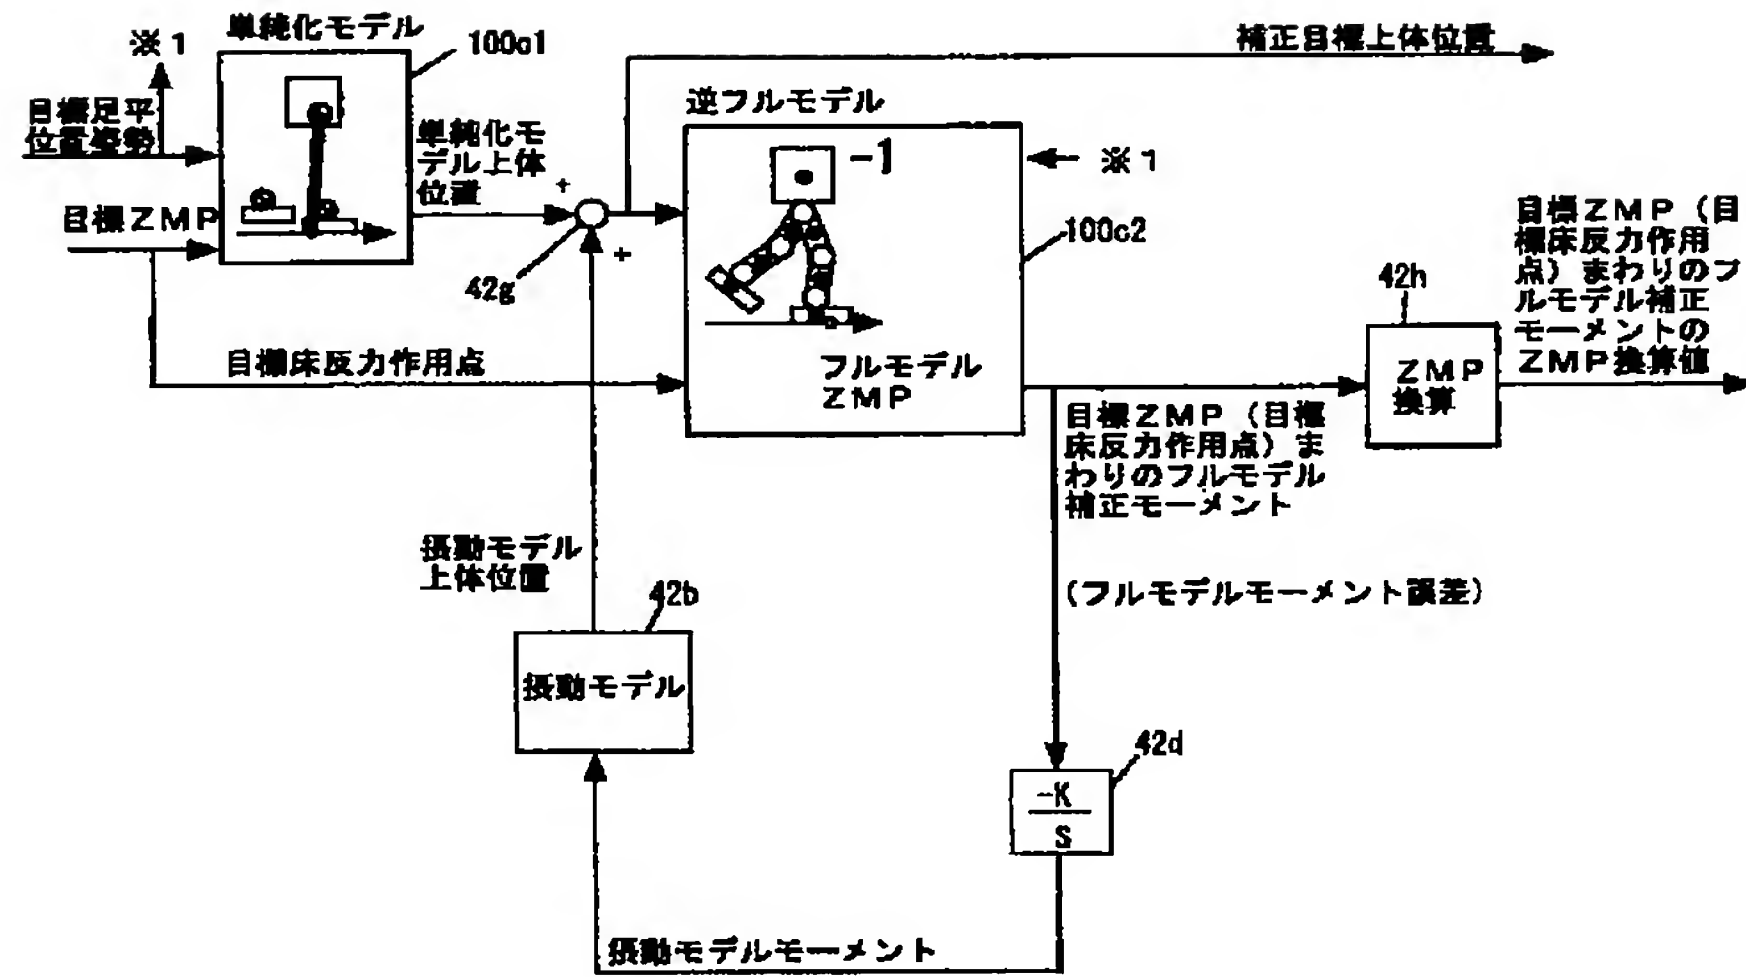 単純化モデル
※1
100c1
目標足平
位置姿勢
目標ZMP
単純化モ
デル上体
位置
+
+
42g
補正目標上体位置
逆フルモデル
-1
※1
100c2
フルモデル
ZMP
目標床反力作用点
42h
ZMP
換算
目標ZMP(目
標床反力作用
点)まわりのフ
ルモデル補正
モーメントの
ZMP換算値
目標ZMP(目標
床反力作用点)ま
わりのフルモデル
補正モーメント
(フルモデルモーメント誤差)
摂動モデル
上体位置
42b
摂動モデル
42d
-K
S
摂動モデルモーメント